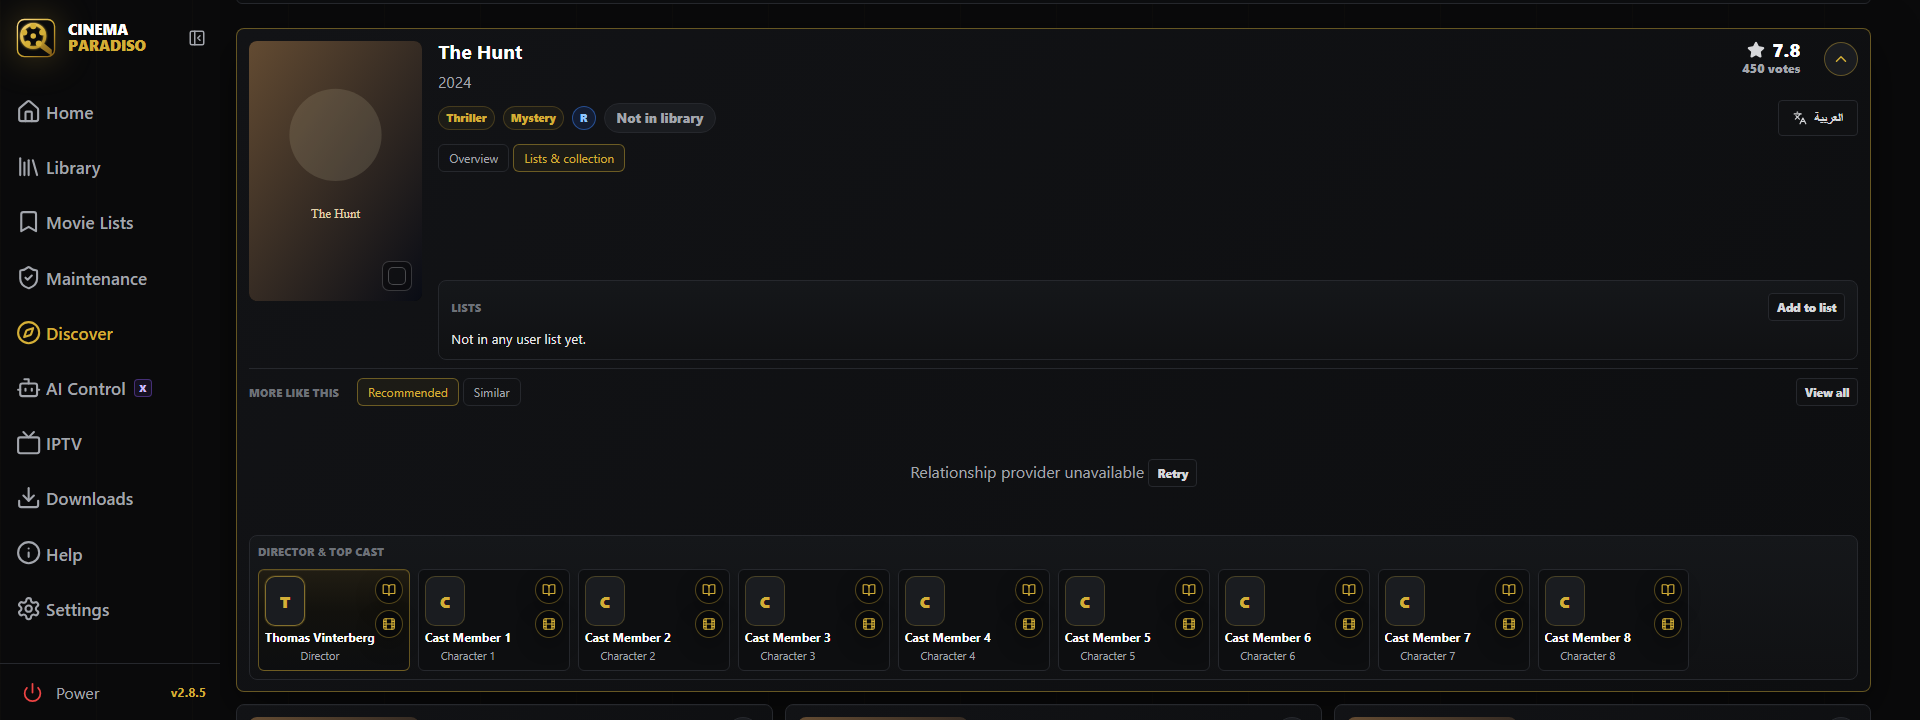 CINEMA
PARADISO
Home
Library
Movie Lists
Maintenance
Discover
AI Control x
IPTV
Downloads
Help
Settings
Power v2.8.5
The Hunt
The Hunt
2024
Thriller Mystery R Not in library
Overview Lists & collection
7.8
450 votes
العربية
LISTS
Add to list
Not in any user list yet.
MORE LIKE THIS Recommended Similar View all
Relationship provider unavailable Retry
DIRECTOR & TOP CAST
T
Thomas Vinterberg
Director
C
Cast Member 1
Character 1
C
Cast Member 2
Character 2
C
Cast Member 3
Character 3
C
Cast Member 4
Character 4
C
Cast Member 5
Character 5
C
Cast Member 6
Character 6
C
Cast Member 7
Character 7
C
Cast Member 8
Character 8